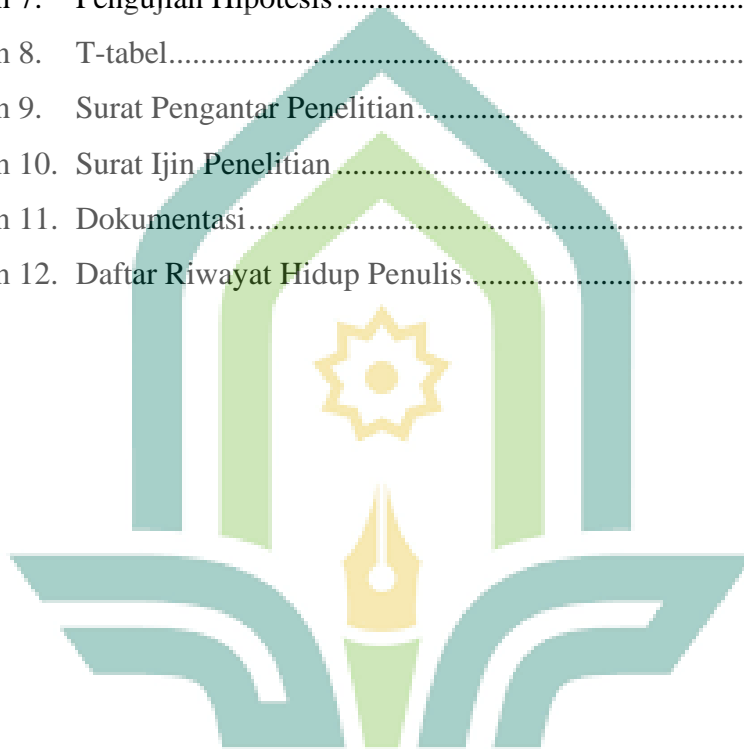 n 7. Pengujian Hipotesis
n 8. T-tabel
n 9. Surat Pengantar Penelitian
n 10. Surat Ijin Penelitian
n 11. Dokumentasi
n 12. Daftar Riwayat Hidup Penulis